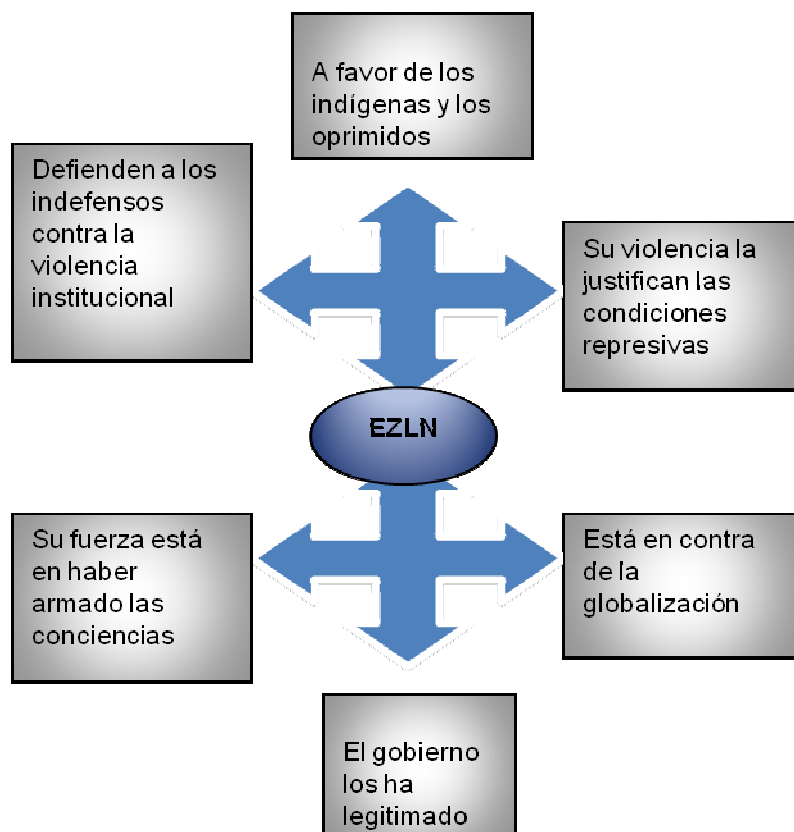 A favor de los
indígenas y los
oprimidos
Defienden a los
indefensos
contra la
violencia
institucional
Su violencia la
justifican las
condiciones
represivas
EZLN
Su fuerza está
en haber
armado las
conciencias
Está en contra
de la
globalización
El gobierno
los ha
legitimado